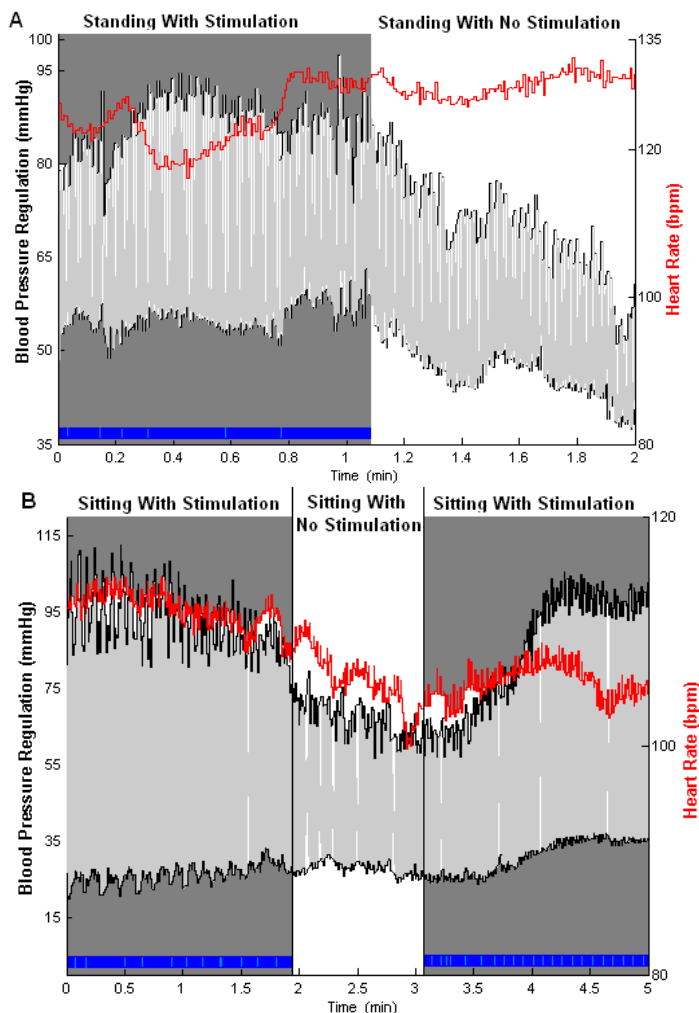 A
Standing With Stimulation
Standing With No Stimulation
Blood Pressure Regulation (mmHg)
100
95
80
65
50
35
135
120
100
80
Heart Rate (bpm)
0 0.2 0.4 0.6 0.8 1 1.2 1.4 1.6 1.8 2
Time (min)
B
Sitting With Stimulation
Sitting With
No Stimulation
Sitting With Stimulation
Blood Pressure Regulation (mmHg)
115
95
75
55
35
15
120
100
80
Heart Rate (bpm)
0 0.5 1 1.5 2 2.5 3 3.5 4 4.5 5
Time (min)